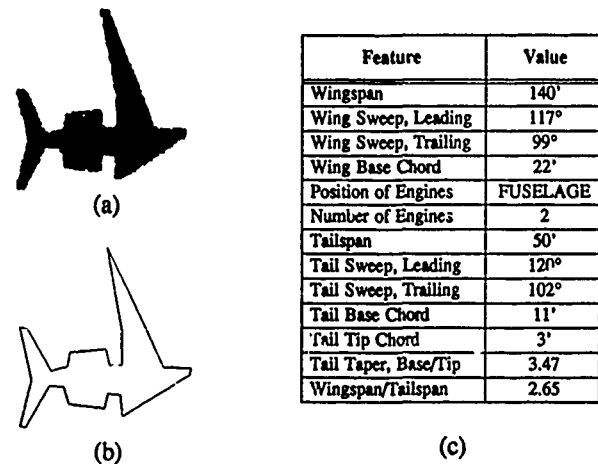 (a)
(b)
Feature Value
Wingspan 140'
Wing Sweep, Leading 117°
Wing Sweep, Trailing 99°
Wing Base Chord 22'
Position of Engines FUSELAGE
Number of Engines 2
Tailspan 50'
Tail Sweep, Leading 120°
Tail Sweep, Trailing 102°
Tail Base Chord 11'
Tail Tip Chord 3'
Tail Taper, Base/Tip 3.47
Wingspan/Tailspan 2.65
(c)